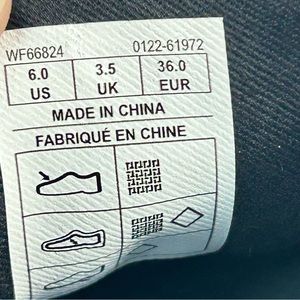 WF66824 0122-61972
6.0 3.5 36.0
US UK EUR
MADE IN CHINA
FABRIQUÉ EN CHINE